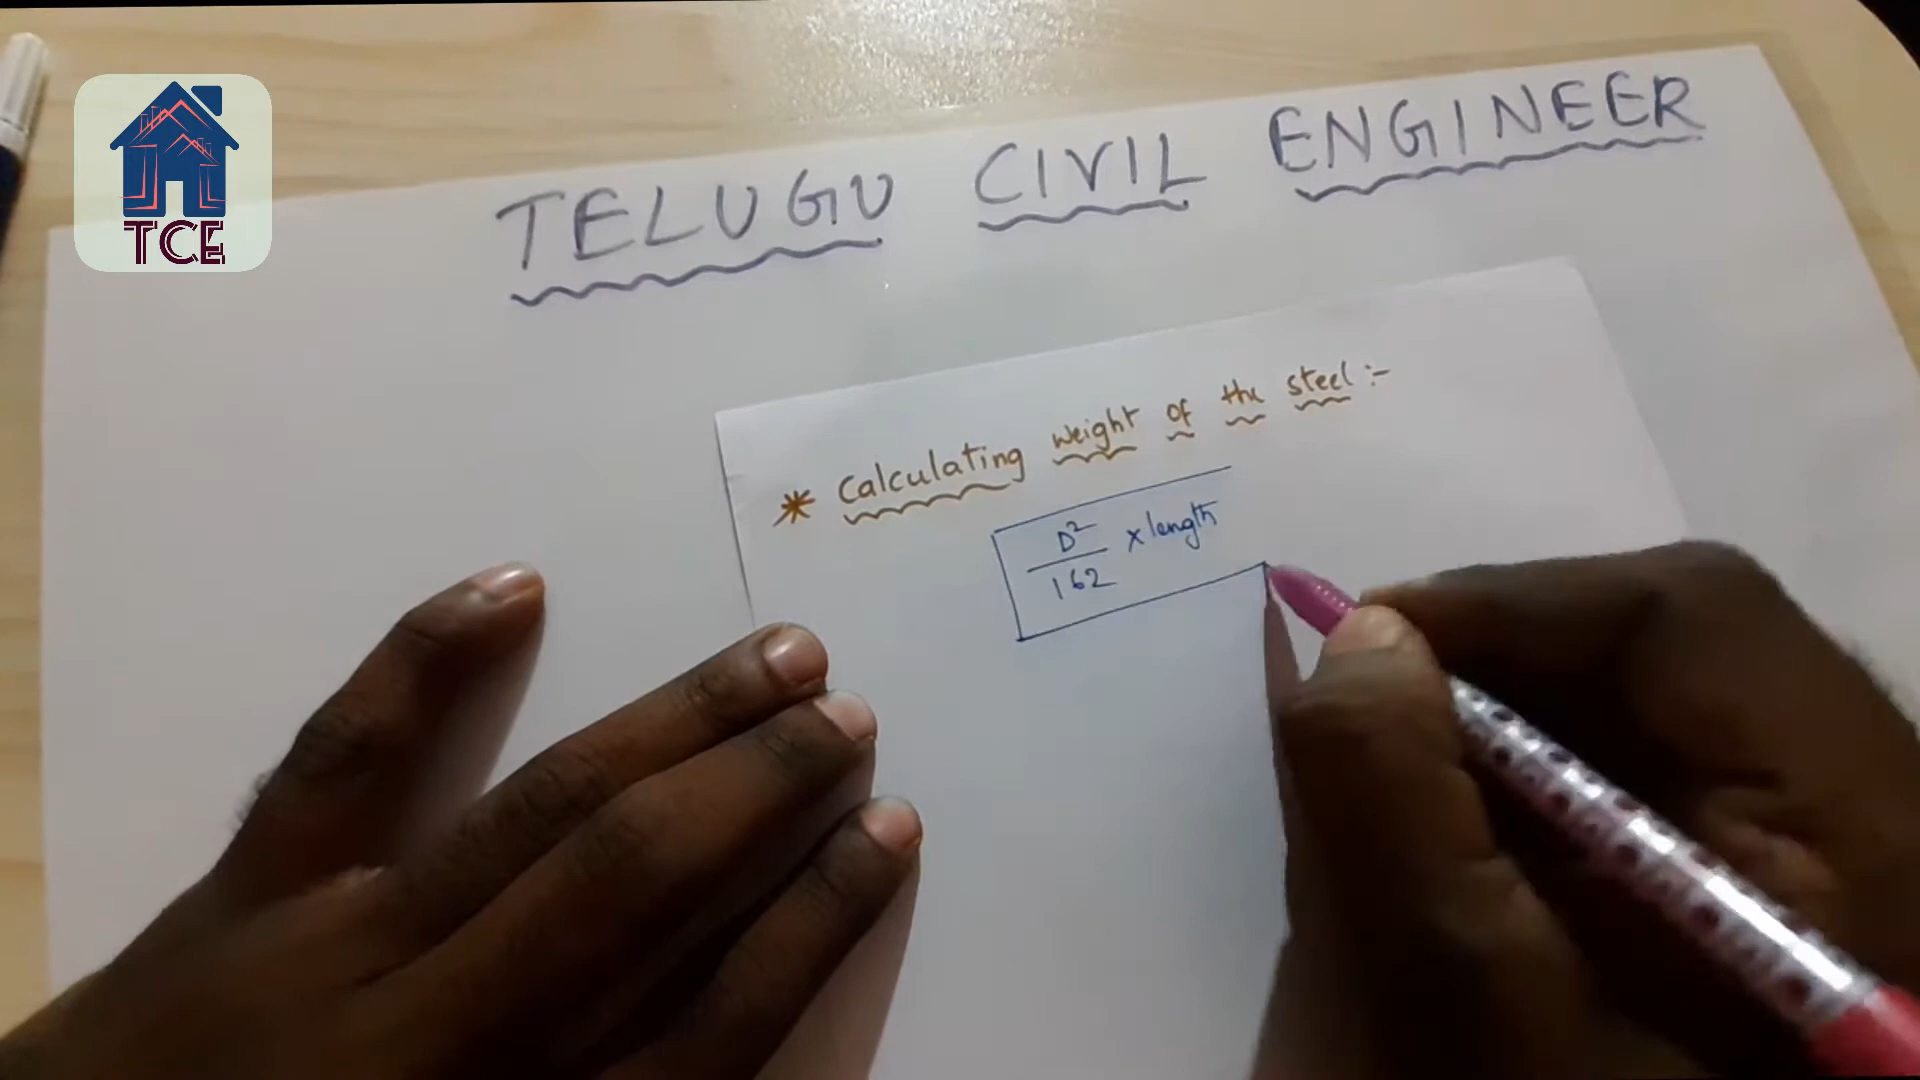 TCE
TELUGU CIVIL ENGINEER
* Calculating weight of the steel :-
D²
162
x length